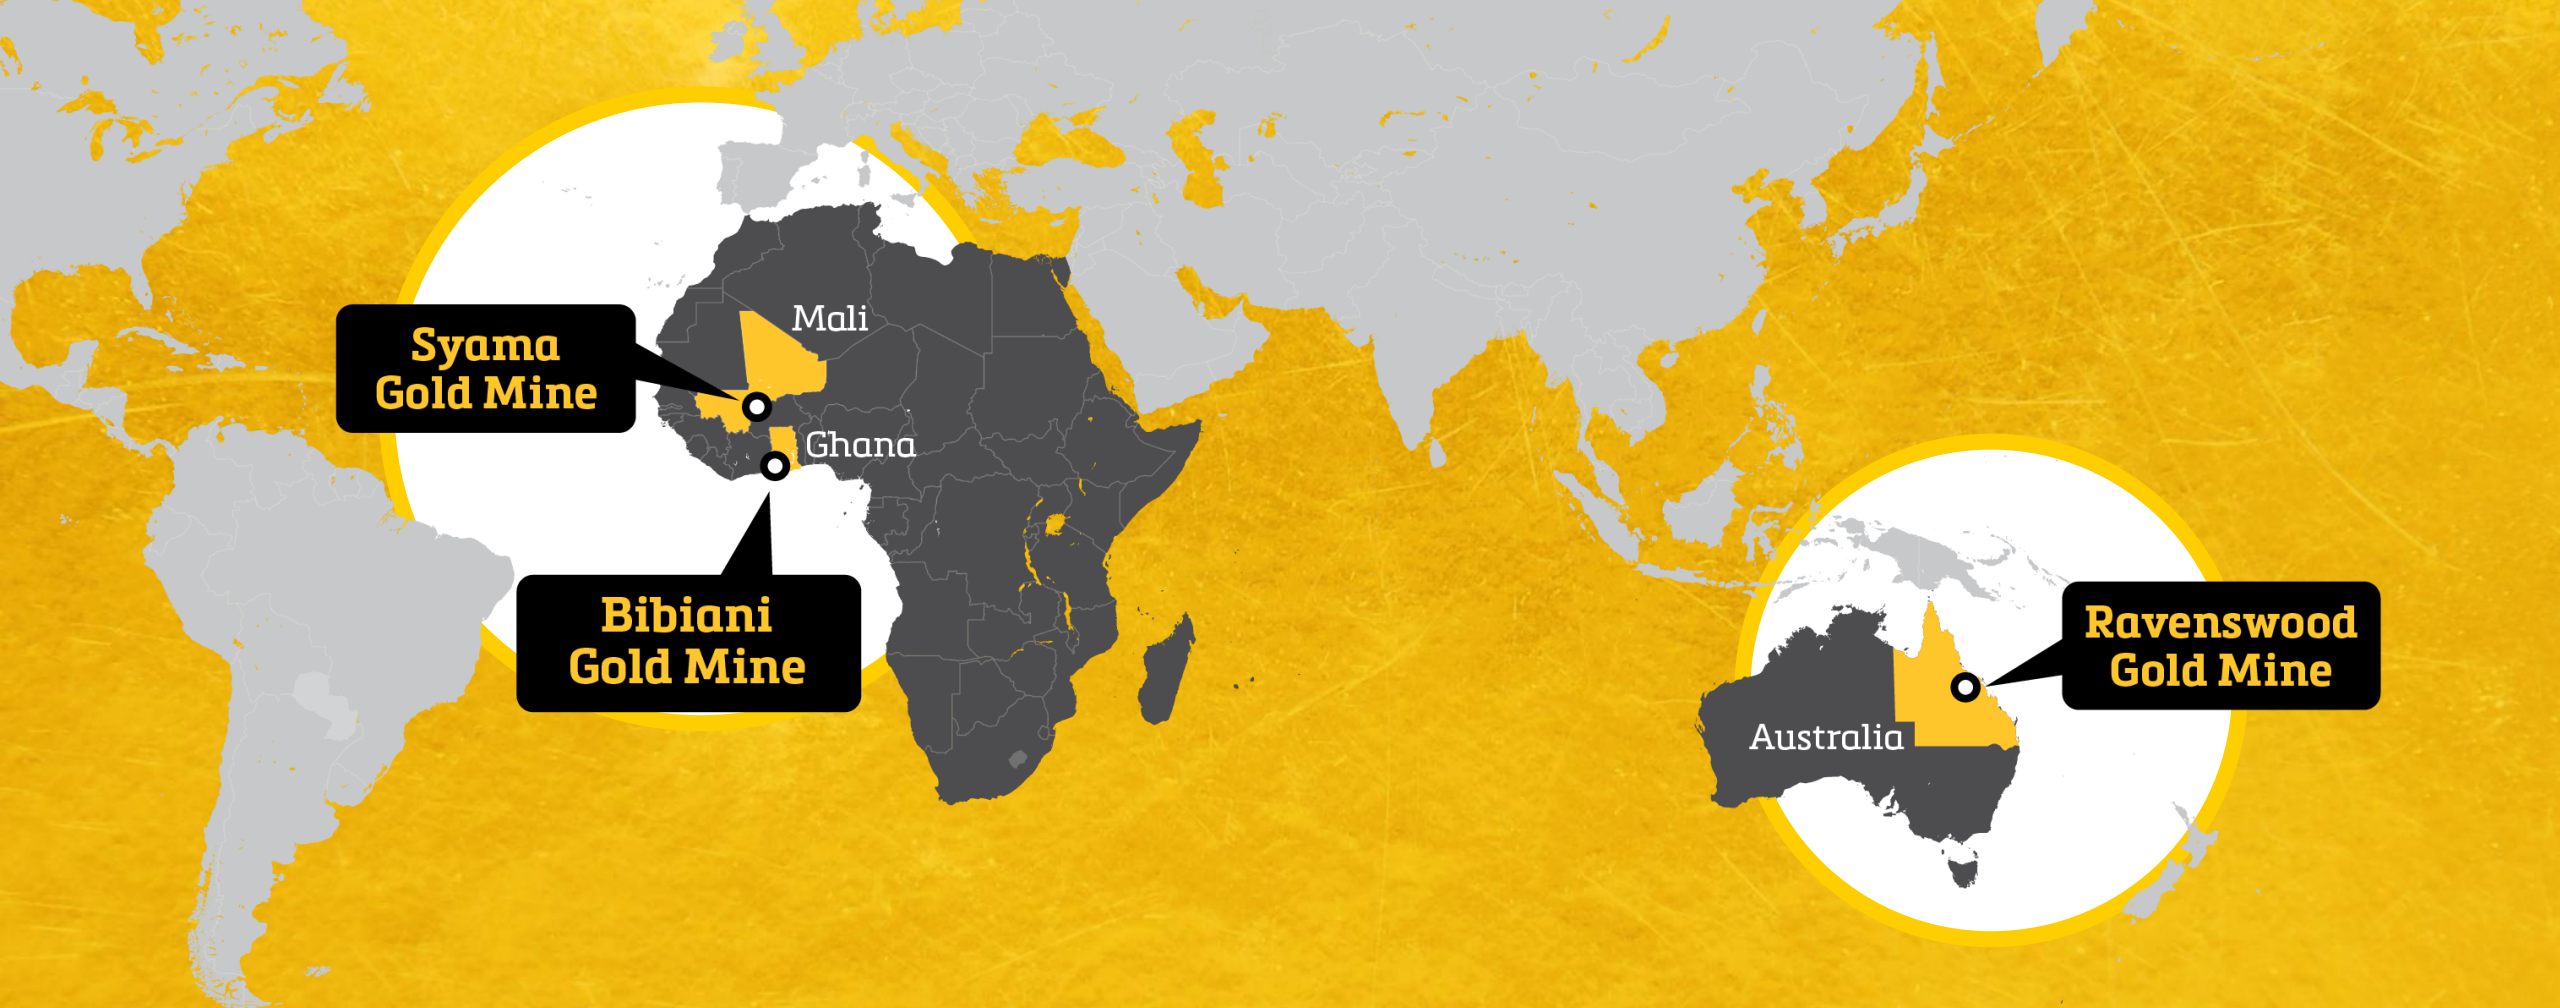 Syama
Gold Mine
Mali
Ghana
Bibiani
Gold Mine
Ravenswood
Gold Mine
Australia